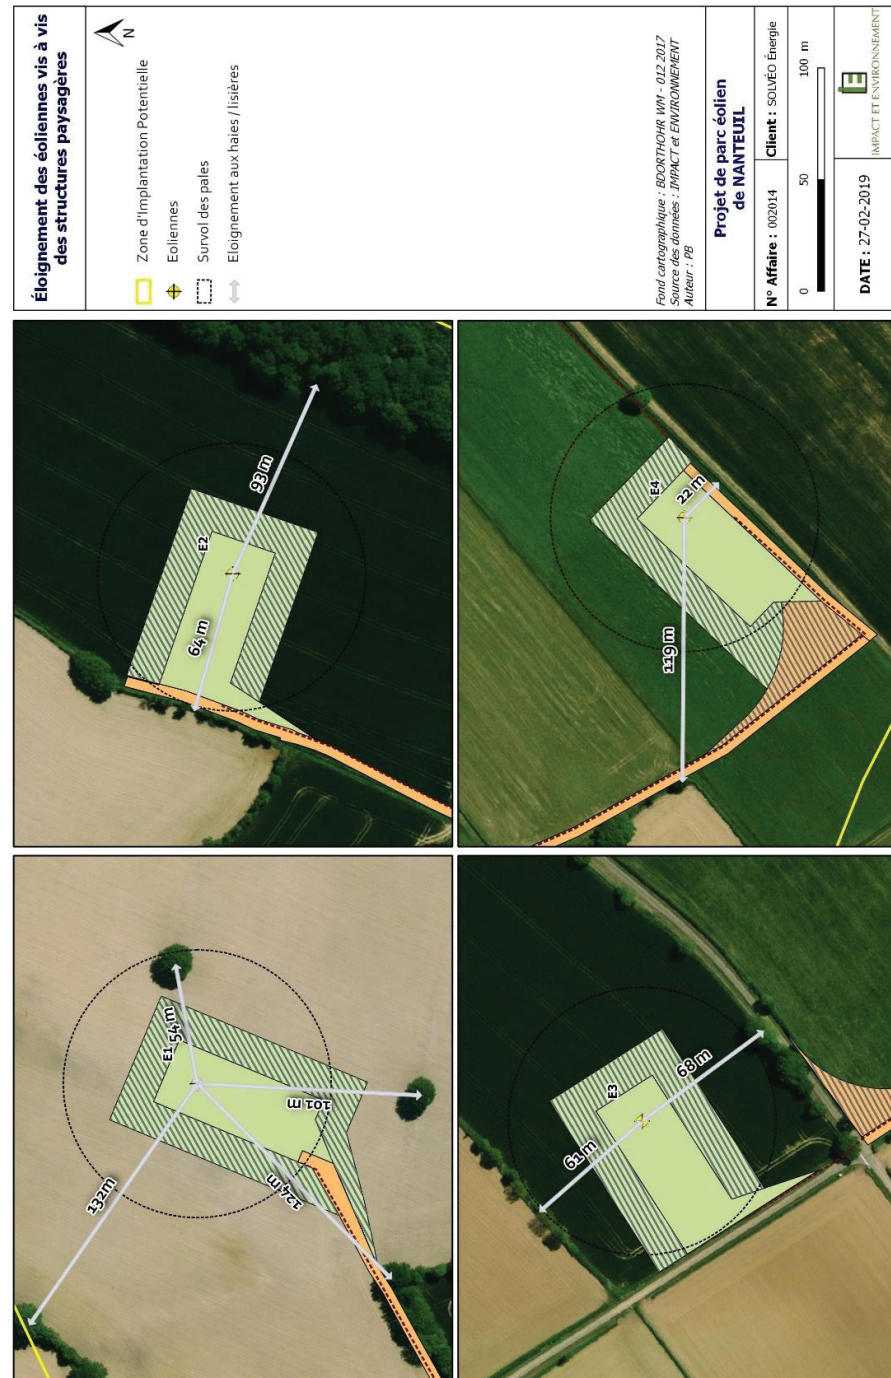 Éloignement des éoliennes vis à vis
des structures paysagères
N
Zone d'Implantation Potentielle
Eoliennes
Survol des pales
Eloignement aux haies / lisières
Fond cartographique : BDORTHOHR WM - 012 2017
Source des données : IMPACT et ENVIRONNEMENT
Auteur : PB
Projet de parc éolien
de NANTEUIL
N° Affaire : 002014
Client : SOLVÉO Énergie
0 50 100 m
DATE : 27-02-2019
IE
IMPACT ET ENVIRONNEMENT
132m
E1
54 m
101 m
124 m
E2
64 m
93 m
E3
61 m
68 m
E4
22 m
119 m